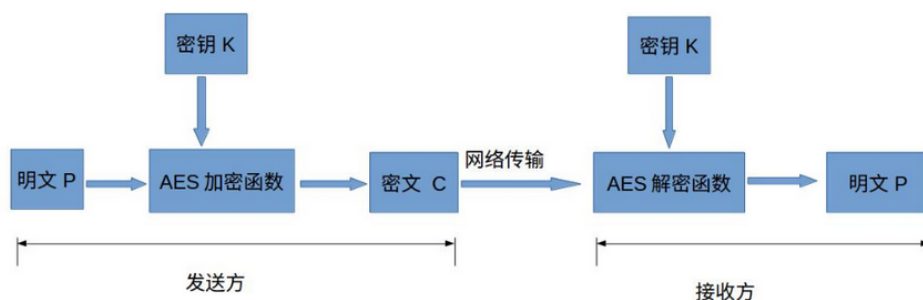 密钥 K
密钥 K
明文 P
AES 加密函数
密文 C
网络传输
AES 解密函数
明文 P
发送方
接收方